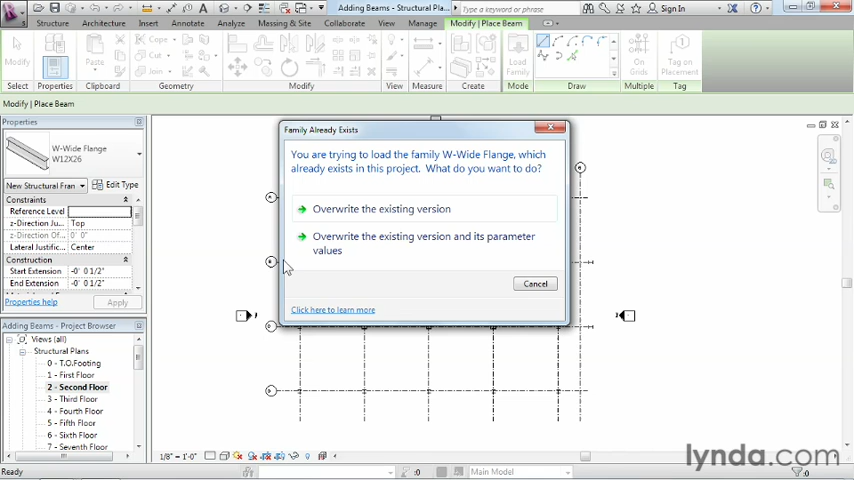 Adding Beams - Structural Pla...
Type a keyword or phrase
Sign In
Structure
Architecture
Insert
Annotate
Analyze
Massing & Site
Collaborate
View
Manage
Modify | Place Beam
Modify
Properties
Paste
Cope
Cut
Join
Load
Family
On
Grids
Tag on
Placement
Select
Properties
Clipboard
Geometry
Modify
View
Measure
Create
Mode
Draw
Multiple
Tag
Modify | Place Beam
Properties
W-Wide Flange
W12X26
New Structural Fran
Edit Type
Constraints
Reference Level
z-Direction Ju...
Top
z-Direction Of...
0' 0"
Lateral Justific...
Center
Construction
Start Extension
-0' 0 1/2"
End Extension
-0' 0 1/2"
Properties help
Apply
Adding Beams - Project Browser
Views (all)
Structural Plans
0 - T.O.Footing
1 - First Floor
2 - Second Floor
3 - Third Floor
4 - Fourth Floor
5 - Fifth Floor
6 - Sixth Floor
7 - Seventh Floor
Family Already Exists
You are trying to load the family W-Wide Flange, which
already exists in this project. What do you want to do?
Overwrite the existing version
Overwrite the existing version and its parameter
values
Cancel
Click here to learn more
1/8" = 1'-0"
Ready
:0
Main Model
:0
lynda.com